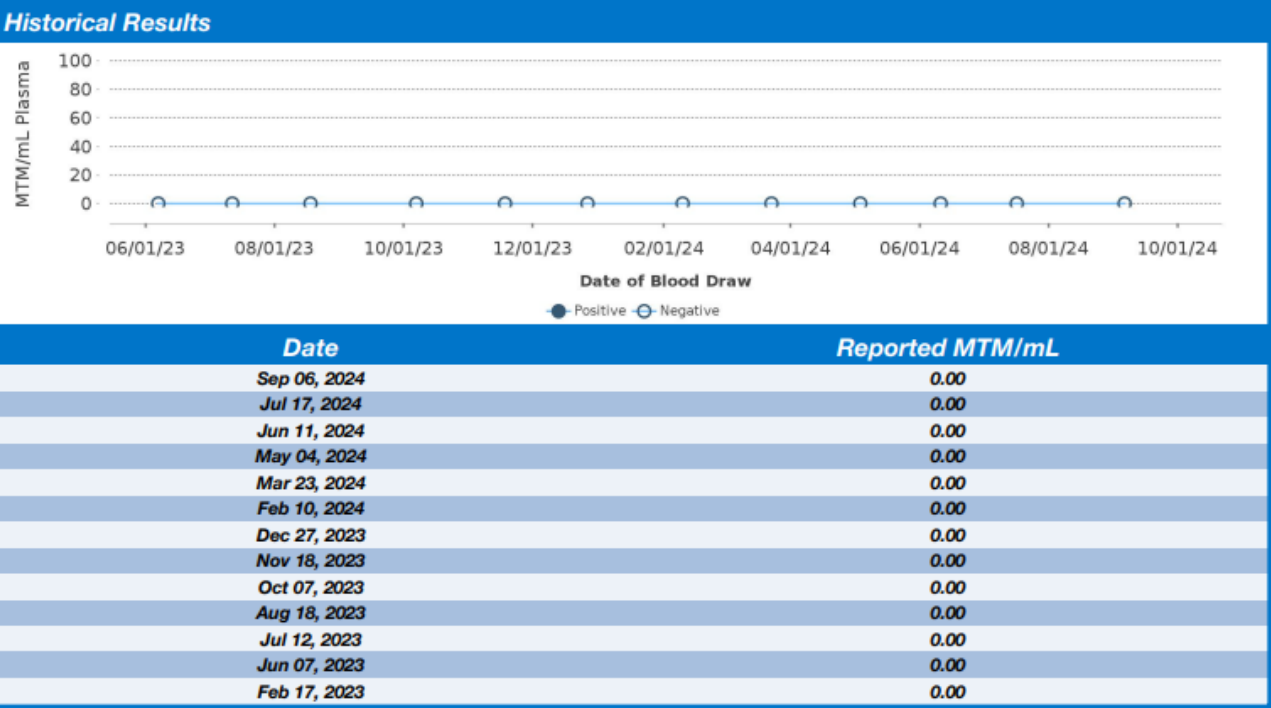 Historical Results
MTM/mL Plasma
100
80
60
40
20
0
06/01/23 08/01/23 10/01/23 12/01/23 02/01/24 04/01/24 06/01/24 08/01/24 10/01/24
Date of Blood Draw
Positive Negative
Date Reported MTM/mL
Sep 06, 2024 0.00
Jul 17, 2024 0.00
Jun 11, 2024 0.00
May 04, 2024 0.00
Mar 23, 2024 0.00
Feb 10, 2024 0.00
Dec 27, 2023 0.00
Nov 18, 2023 0.00
Oct 07, 2023 0.00
Aug 18, 2023 0.00
Jul 12, 2023 0.00
Jun 07, 2023 0.00
Feb 17, 2023 0.00